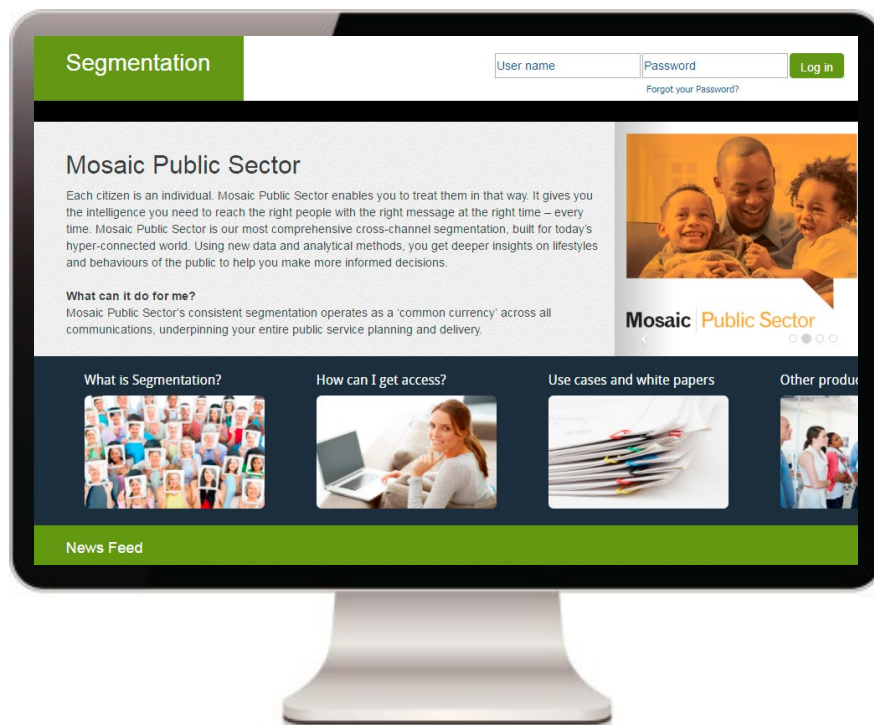 Segmentation
User name
Password
Log in
Forgot your Password?
Mosaic Public Sector
Each citizen is an individual. Mosaic Public Sector enables you to treat them in that way. It gives you
the intelligence you need to reach the right people with the right message at the right time – every
time. Mosaic Public Sector is our most comprehensive cross-channel segmentation, built for today's
hyper-connected world. Using new data and analytical methods, you get deeper insights on lifestyles
and behaviours of the public to help you make more informed decisions.
What can it do for me?
Mosaic Public Sector's consistent segmentation operates as a 'common currency' across all
communications, underpinning your entire public service planning and delivery.
Mosaic Public Sector
What is Segmentation?
How can I get access?
Use cases and white papers
Other produc
News Feed